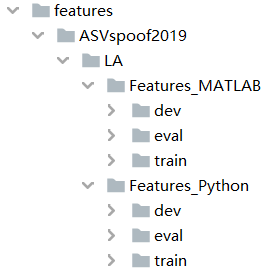 features
ASVspoof2019
LA
Features_MATLAB
dev
eval
train
Features_Python
dev
eval
train